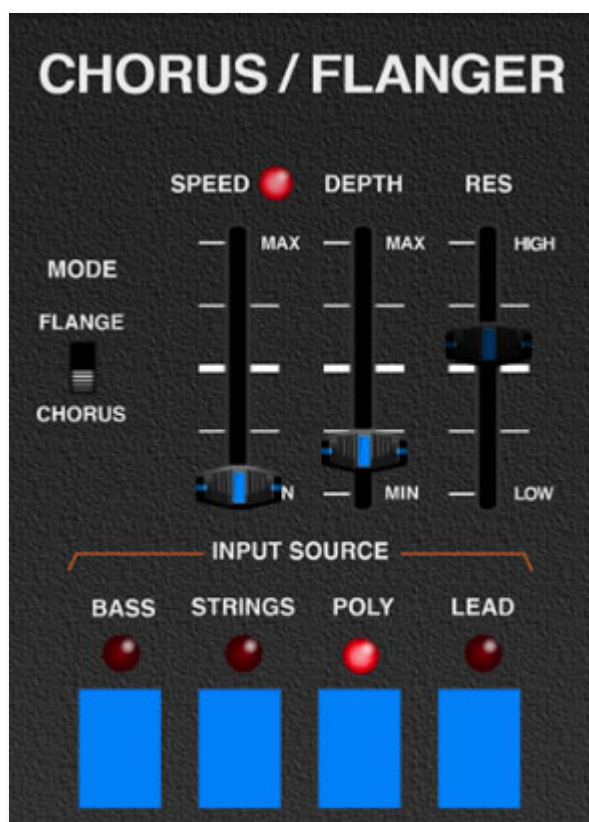 CHORUS / FLANGER
SPEED DEPTH RES
MAX MAX HIGH
MODE
FLANGE
CHORUS
N MIN LOW
INPUT SOURCE
BASS STRINGS POLY LEAD